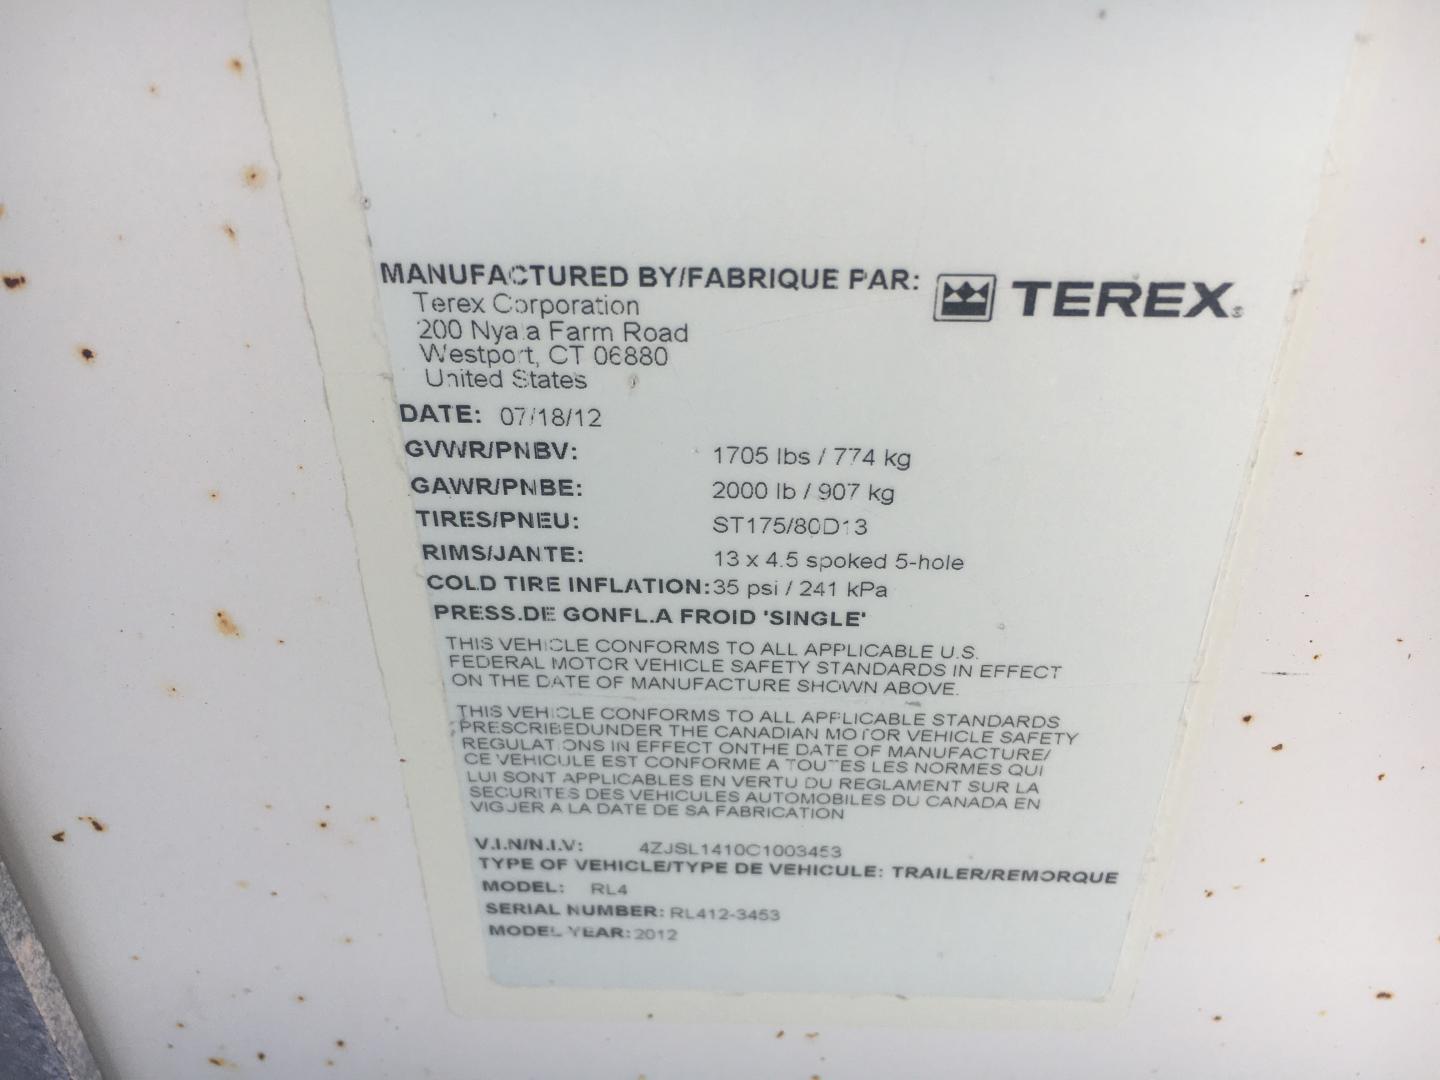 MANUFACTURED BY/FABRIQUE PAR:
TEREX®
Terex Corporation
200 Nyala Farm Road
Westport, CT 06880
United States
DATE: 07/18/12
GVWR/PNBV: 1705 lbs / 774 kg
GAWR/PNBE: 2000 lb / 907 kg
TIRES/PNEU: ST175/80D13
RIMS/JANTE: 13 x 4.5 spoked 5-hole
COLD TIRE INFLATION: 35 psi / 241 kPa
PRESS.DE GONFL.A FROID 'SINGLE'
THIS VEHICLE CONFORMS TO ALL APPLICABLE U.S.
FEDERAL MOTOR VEHICLE SAFETY STANDARDS IN EFFECT
ON THE DATE OF MANUFACTURE SHOWN ABOVE.
THIS VEHICLE CONFORMS TO ALL APPLICABLE STANDARDS
PRESCRIBEDUNDER THE CANADIAN MOTOR VEHICLE SAFETY
REGULATIONS IN EFFECT ONTHE DATE OF MANUFACTURE/
CE VEHICULE EST CONFORME A TOUTES LES NORMES QUI
LUI SONT APPLICABLES EN VERTU DU REGLAMENT SUR LA
SECURITES DES VEHICULES AUTOMOBILES DU CANADA EN
VIGJER A LA DATE DE SA FABRICATION
V.I.N/N.I.V: 4ZJSL1410C1003453
TYPE OF VEHICLE/TYPE DE VEHICULE: TRAILER/REMORQUE
MODEL: RL4
SERIAL NUMBER: RL412-3453
MODEL YEAR: 2012